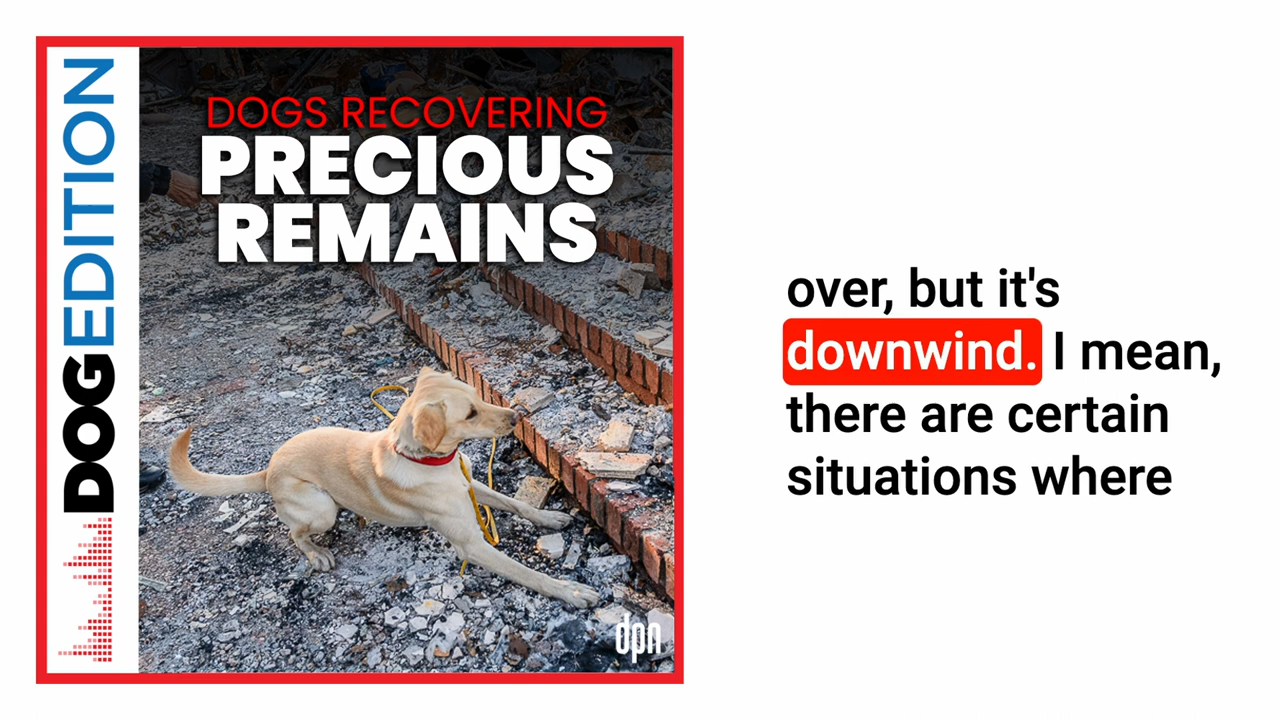 DOGEDITION
DOGS RECOVERING
PRECIOUS
REMAINS
dpn
over, but it's
downwind. I mean,
there are certain
situations where